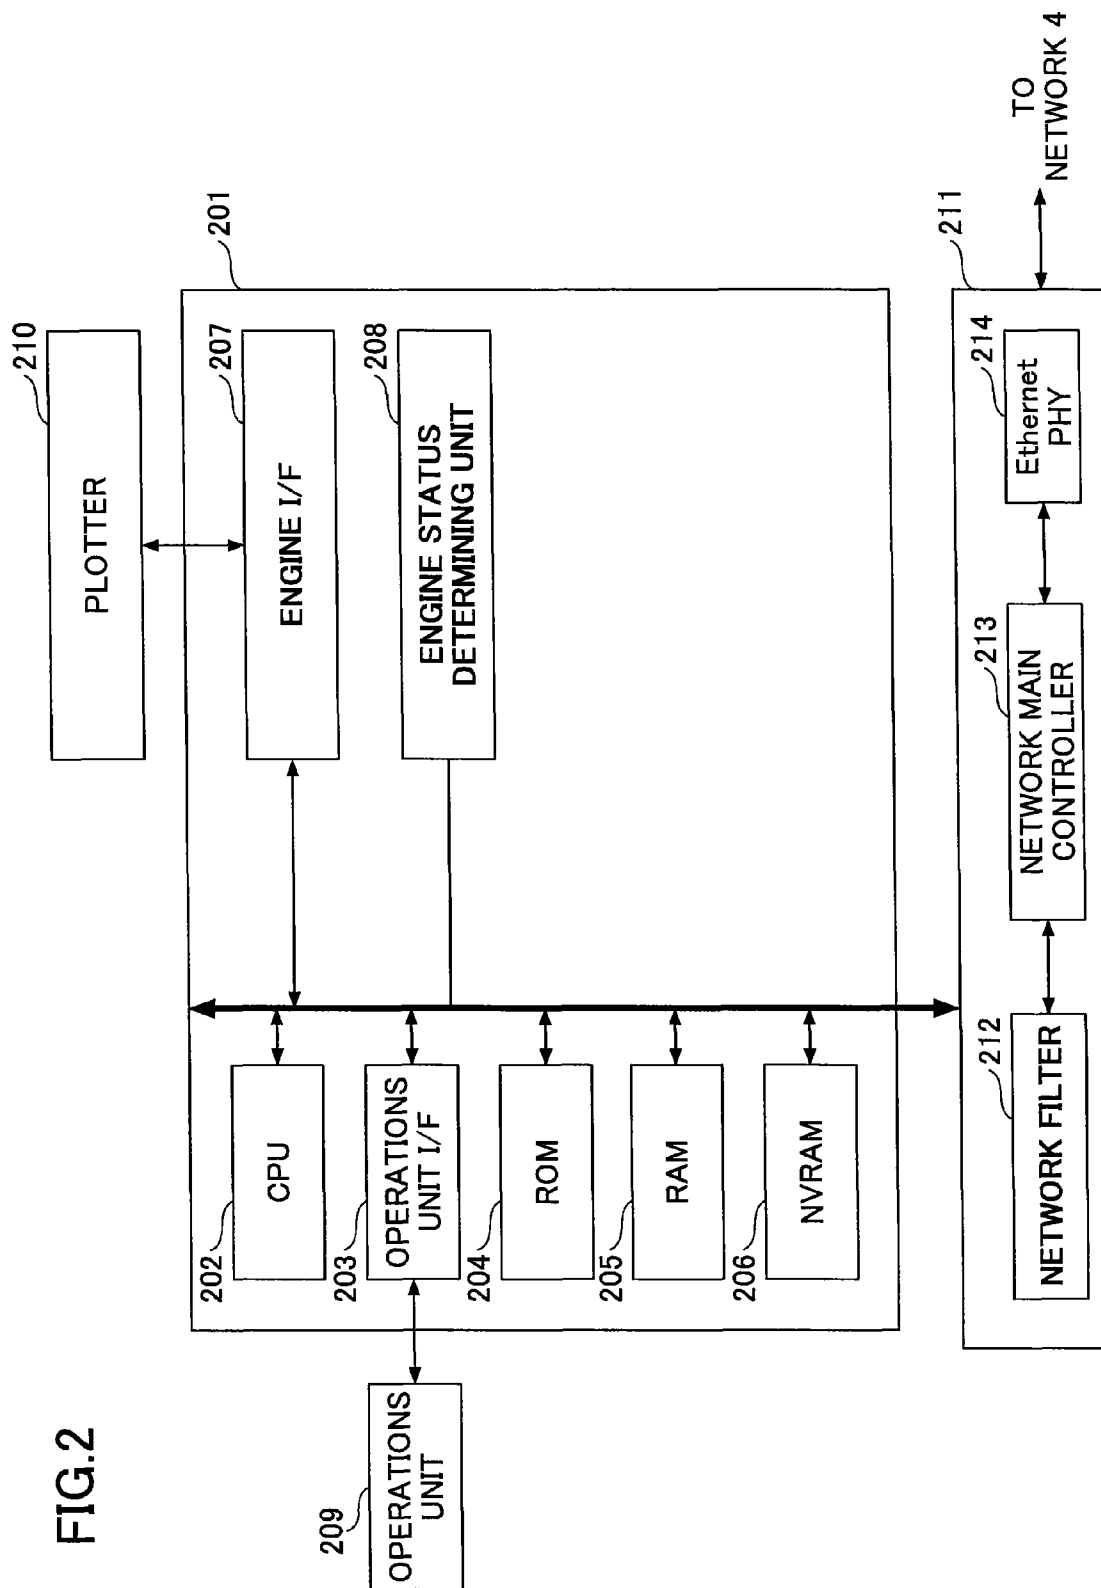 FIG.2
210
PLOTTER
201
207
ENGINE I/F
208
ENGINE STATUS
DETERMINING UNIT
202
CPU
203
OPERATIONS
UNIT I/F
204
ROM
205
RAM
206
NVRAM
209
OPERATIONS
UNIT
211
212
NETWORK FILTER
213
NETWORK MAIN
CONTROLLER
214
Ethernet
PHY
TO
NETWORK 4